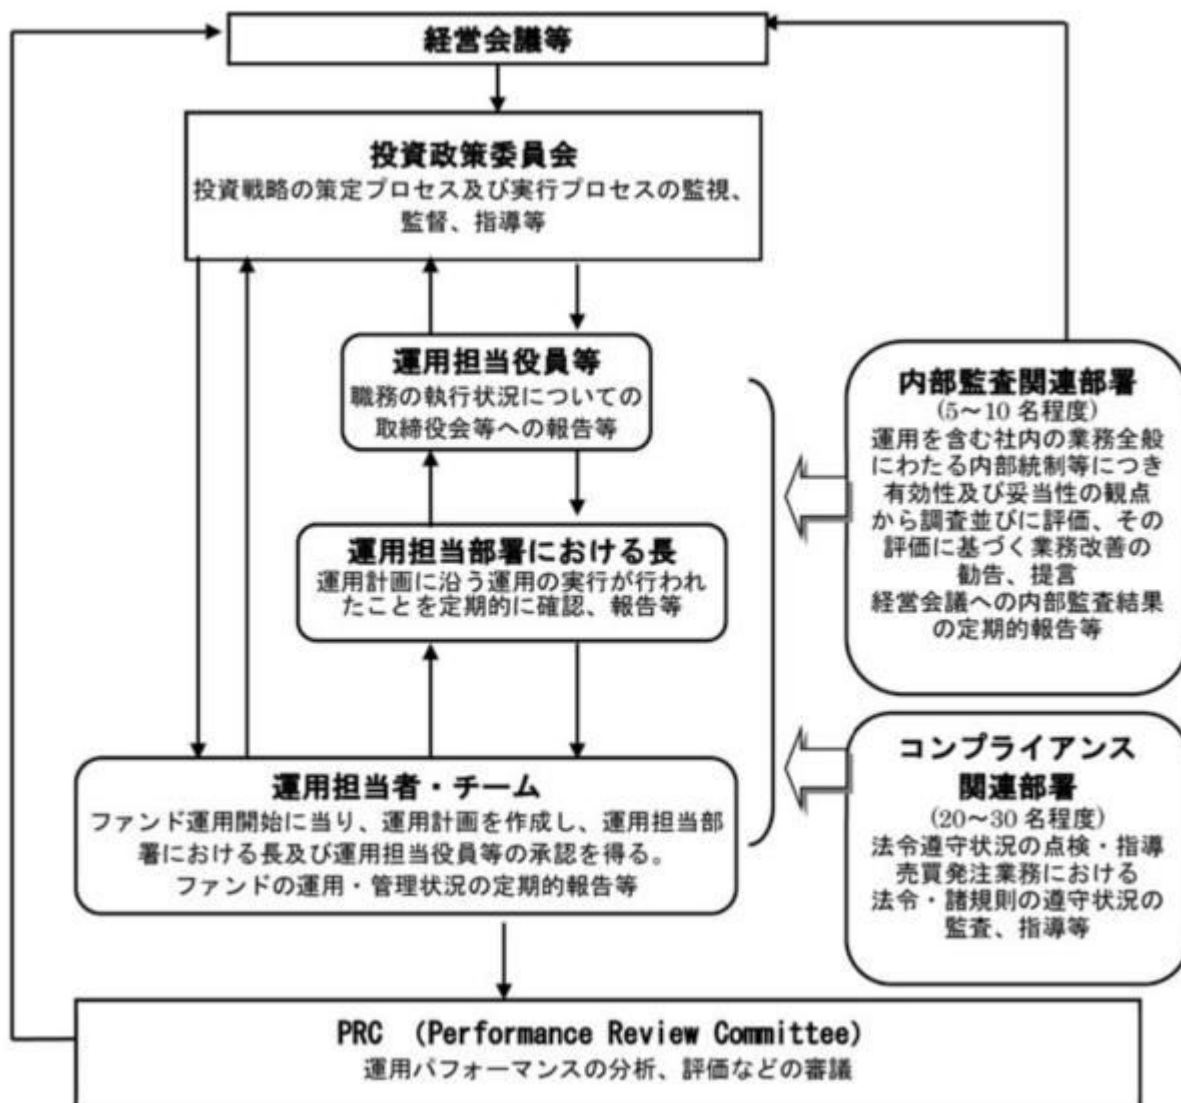 経営会議等
投資政策委員会
投資戦略の策定プロセス及び実行プロセスの監視、
監督、指導等
運用担当役員等
職務の執行状況についての
取締役会等への報告等
運用担当部署における長
運用計画に沿う運用の実行が行われ
たことを定期的に確認、報告等
運用担当者・チーム
ファンド運用開始に当り、運用計画を作成し、運用担当部
署における長及び運用担当役員等の承認を得る。
ファンドの運用・管理状況の定期的報告等
内部監査関連部署
(5～10 名程度)
運用を含む社内の業務全般
にわたる内部統制等につき
有効性及び妥当性の観点
から調査並びに評価、その
評価に基づく業務改善の
勧告、提言
経営会議への内部監査結果
の定期的報告等
コンプライアンス
関連部署
(20～30 名程度)
法令遵守状況の点検・指導
売買発注業務における
法令・諸規則の遵守状況の
監査、指導等
PRC （Performance Review Committee）
運用パフォーマンスの分析、評価などの審議